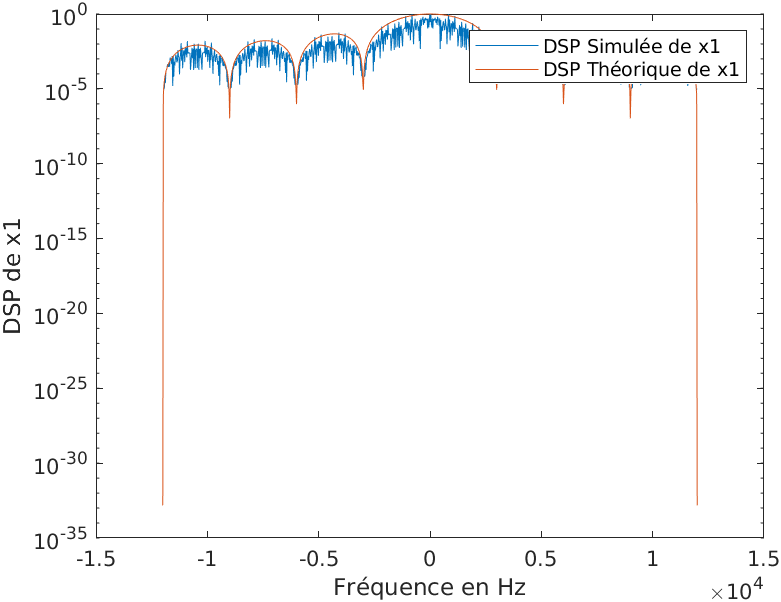 DSP Simulée de x1
DSP Théorique de x1
10^0
10^-5
10^-10
10^-15
10^-20
10^-25
10^-30
10^-35
DSP de x1
-1.5 -1 -0.5 0 0.5 1 1.5
Fréquence en Hz
×10^4